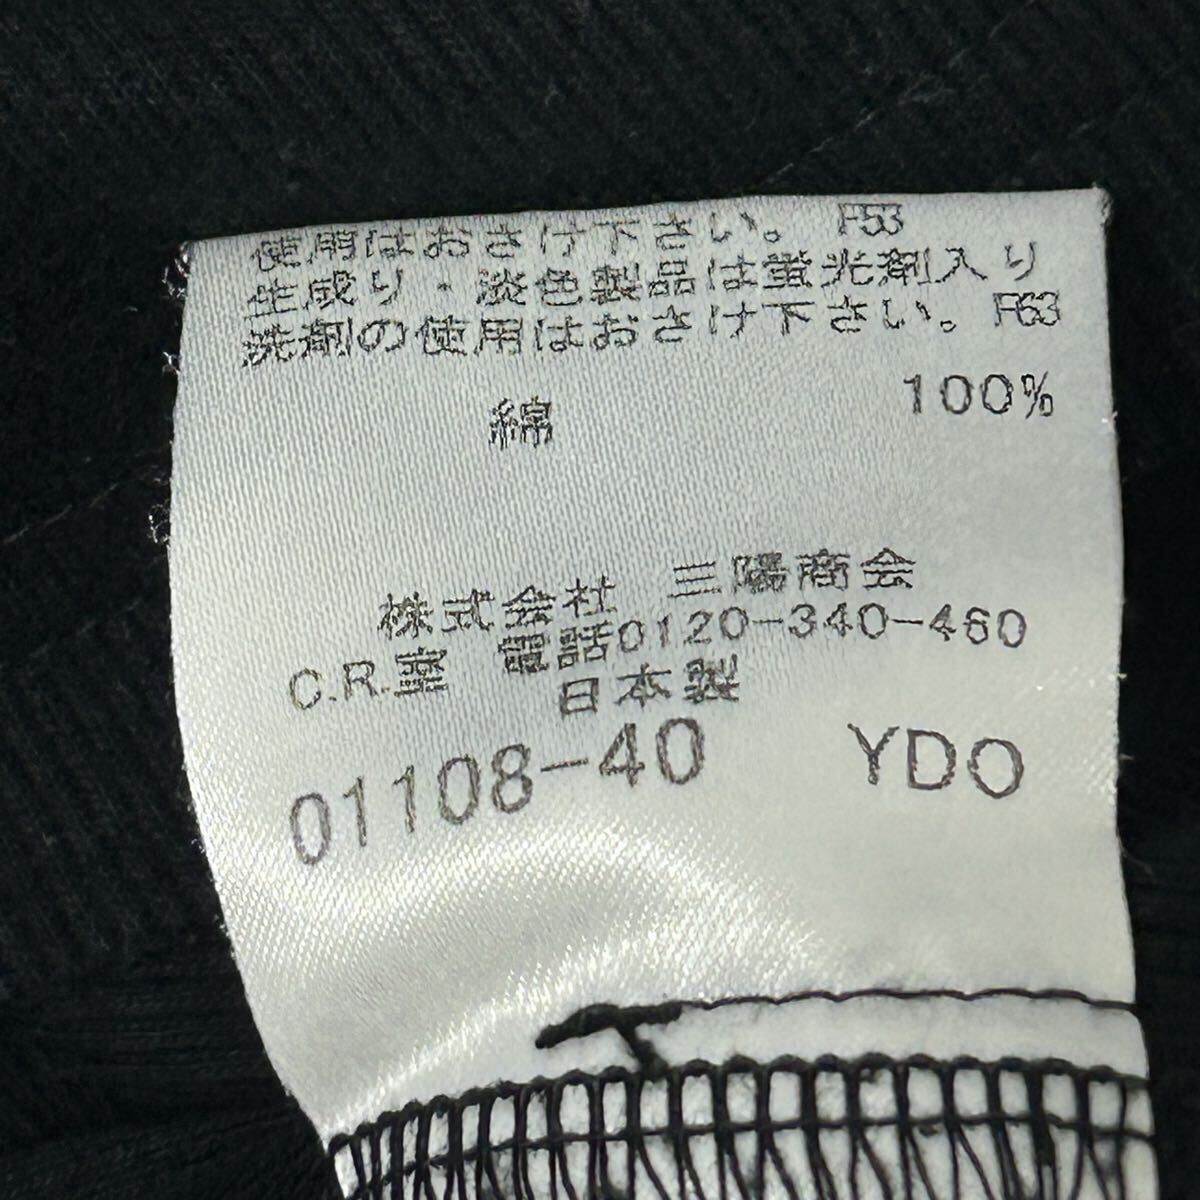 使用はおさけ下さい。 F53
生成り・淡色製品は蛍光剤入り
洗剤の使用はおさけ下さい。 F63
綿 100%
株式会社 三陽商会
C.R.室 電話0120-340-460
日本製
01108-40 YDO